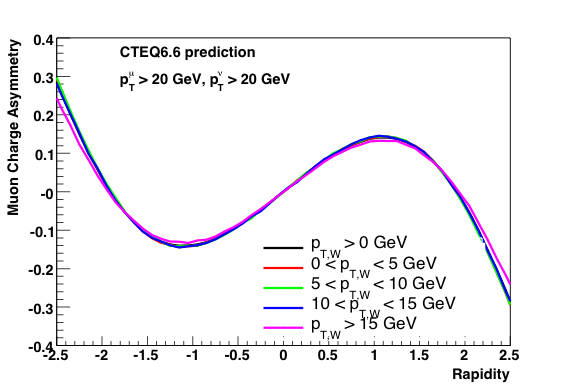 CTEQ6.6 prediction
p_T^μ > 20 GeV, p_T^ν > 20 GeV
Muon Charge Asymmetry
0.4
0.3
0.2
0.1
-0
-0.1
-0.2
-0.3
-0.4
p_T,W > 0 GeV
0 < p_T,W < 5 GeV
5 < p_T,W < 10 GeV
10 < p_T,W < 15 GeV
p_T,W > 15 GeV
-2.5 -2 -1.5 -1 -0.5 0 0.5 1 1.5 2 2.5
Rapidity